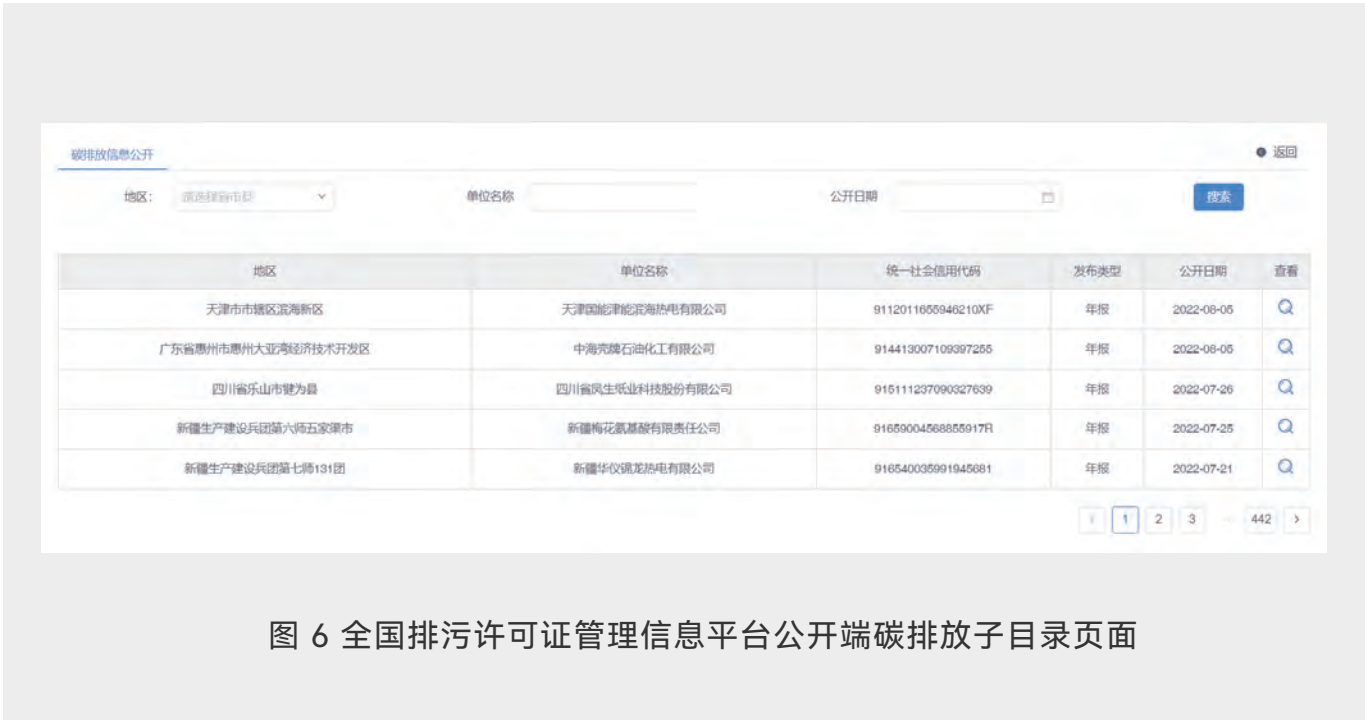 碳排放信息公开
返回
地区： 请选择省市县 单位名称 公开日期 搜索
地区 单位名称 统一社会信用代码 发布类型 公开日期 查看
天津市市辖区滨海新区 天津国能津能滨海热电有限公司 9112011655946210XF 年报 2022-08-05
广东省惠州市惠州大亚湾经济技术开发区 中海壳牌石油化工有限公司 914413007109397255 年报 2022-08-05
四川省乐山市犍为县 四川省凤生纸业科技股份有限公司 915111237090327639 年报 2022-07-26
新疆生产建设兵团第六师五家渠市 新疆梅花氨基酸有限责任公司 91659004568855917R 年报 2022-07-25
新疆生产建设兵团第七师131团 热电有限公司 916540035991945681 年报 2022-07-21
1 2 3 442
图 6 全国排污许可证管理信息平台公开端碳排放子目录页面